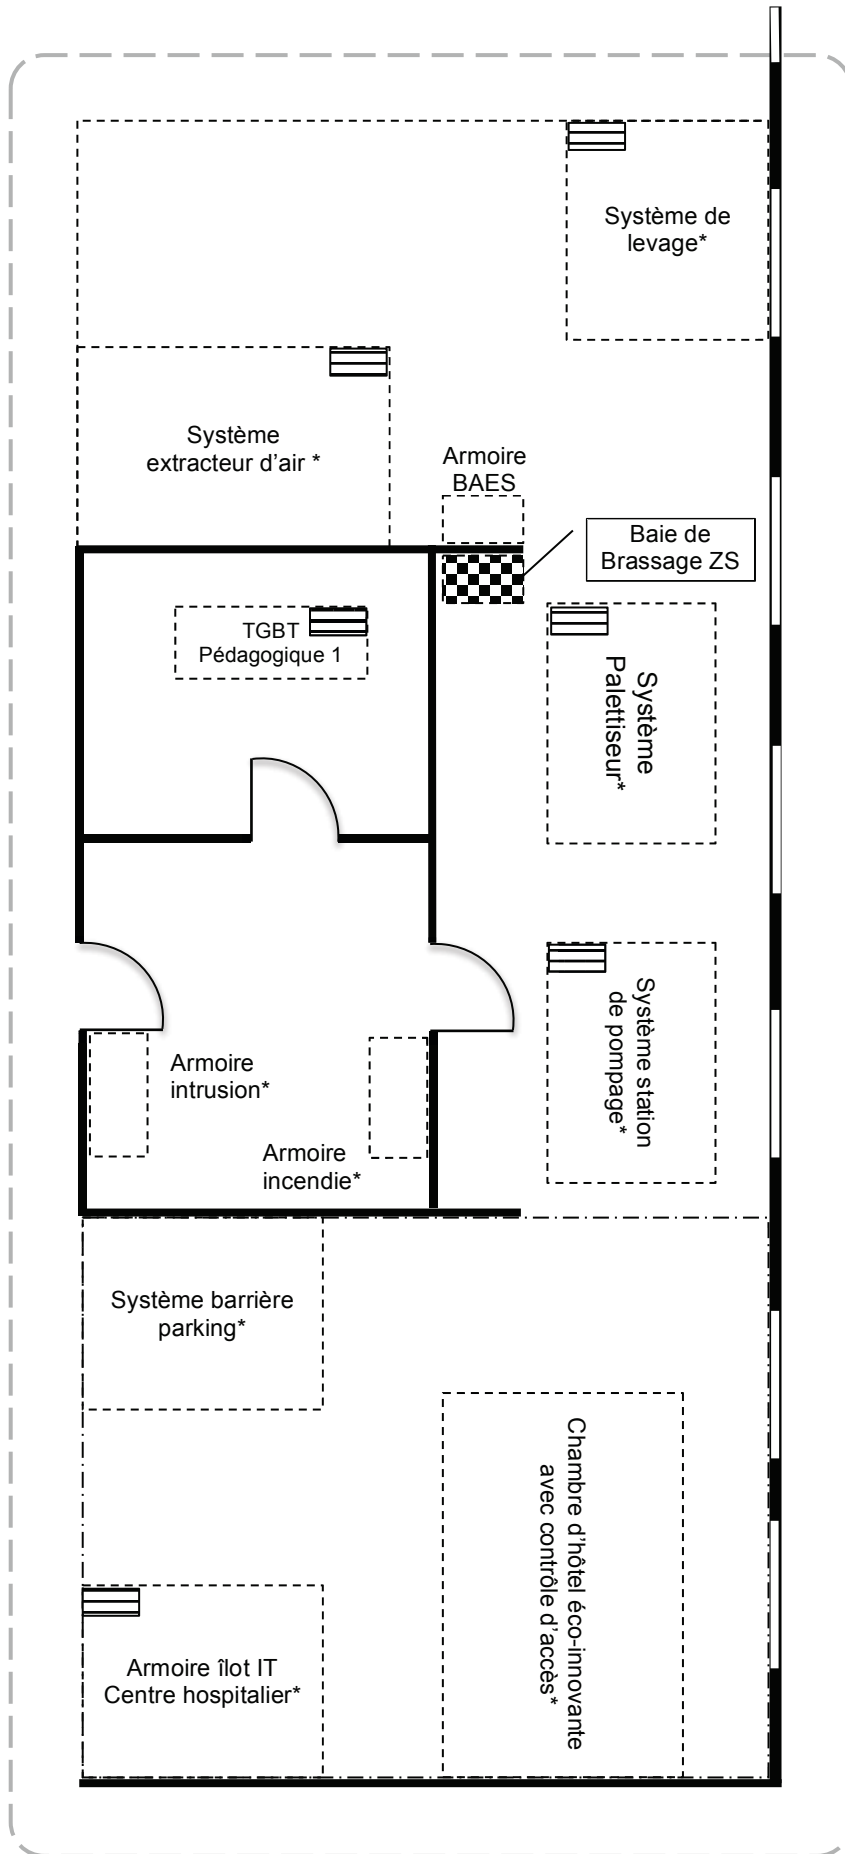 Système de
levage*
Système
extracteur d'air *
Armoire
BAES
Baie de
Brassage ZS
TGBT
Pédagogique 1
Système
Palettiseur*
Système station
de pompage*
Armoire
intrusion*
Armoire
incendie*
Système barrière
parking*
Chambre d'hôtel éco-innovante
avec contrôle d'accès*
Armoire îlot IT
Centre hospitalier*